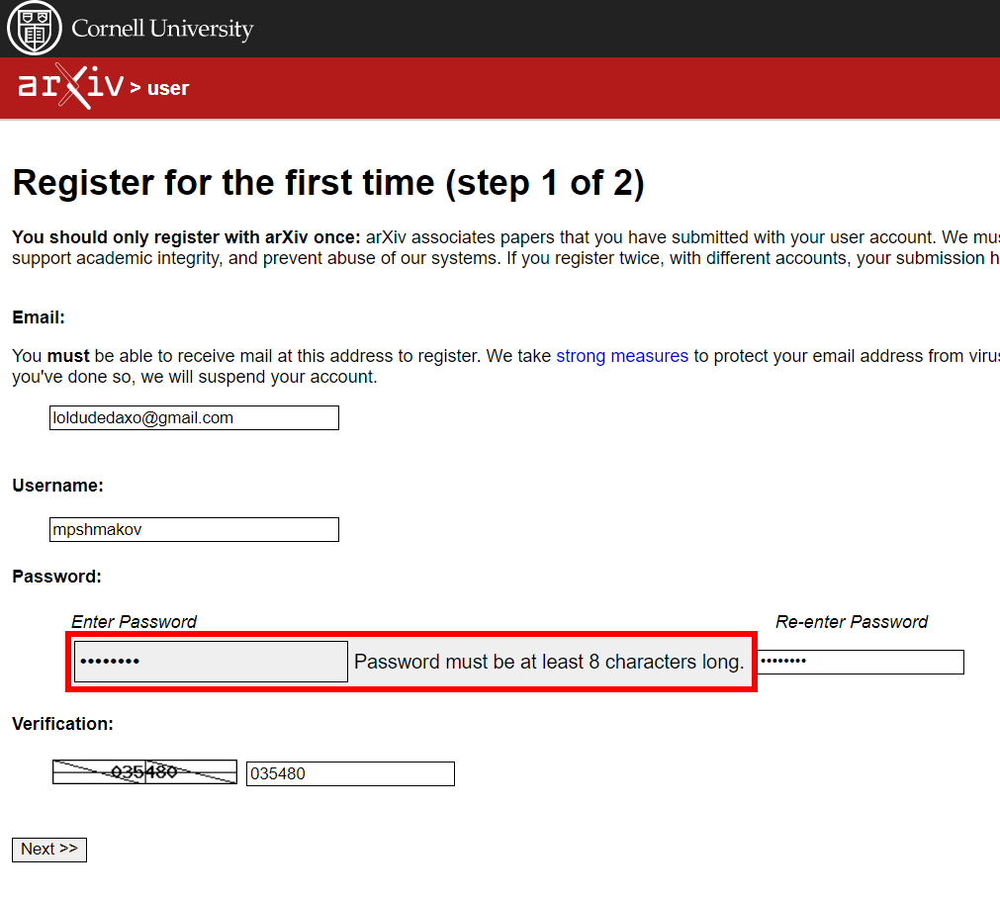 Cornell University
arXiv > user
Register for the first time (step 1 of 2)
You should only register with arXiv once: arXiv associates papers that you have submitted with your user account. We
support academic integrity, and prevent abuse of our systems. If you register twice, with different accounts, your submission
Email:
You must be able to receive mail at this address to register. We take strong measures to protect your email address from
you've done so, we will suspend your account.
loldudedaxo@gmail.com
Username:
mpshmakov
Password:
Enter Password Re-enter Password
•••••••• Password must be at least 8 characters long. ••••••••
Verification:
035480 035480
Next >>